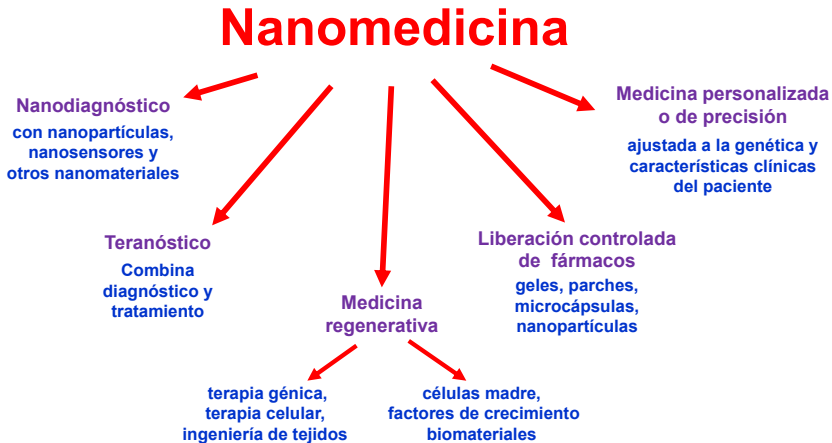 Nanomedicina
Nanodiagnóstico
con nanopartículas,
nanosensores y
otros nanomateriales
Teranóstico
Combina
diagnóstico y
tratamiento
Medicina
regenerativa
terapia génica,
terapia celular,
ingeniería de tejidos
células madre,
factores de crecimiento
biomateriales
Liberación controlada
de fármacos
geles, parches,
microcápsulas,
nanopartículas
Medicina personalizada
o de precisión
ajustada a la genética y
características clínicas
del paciente